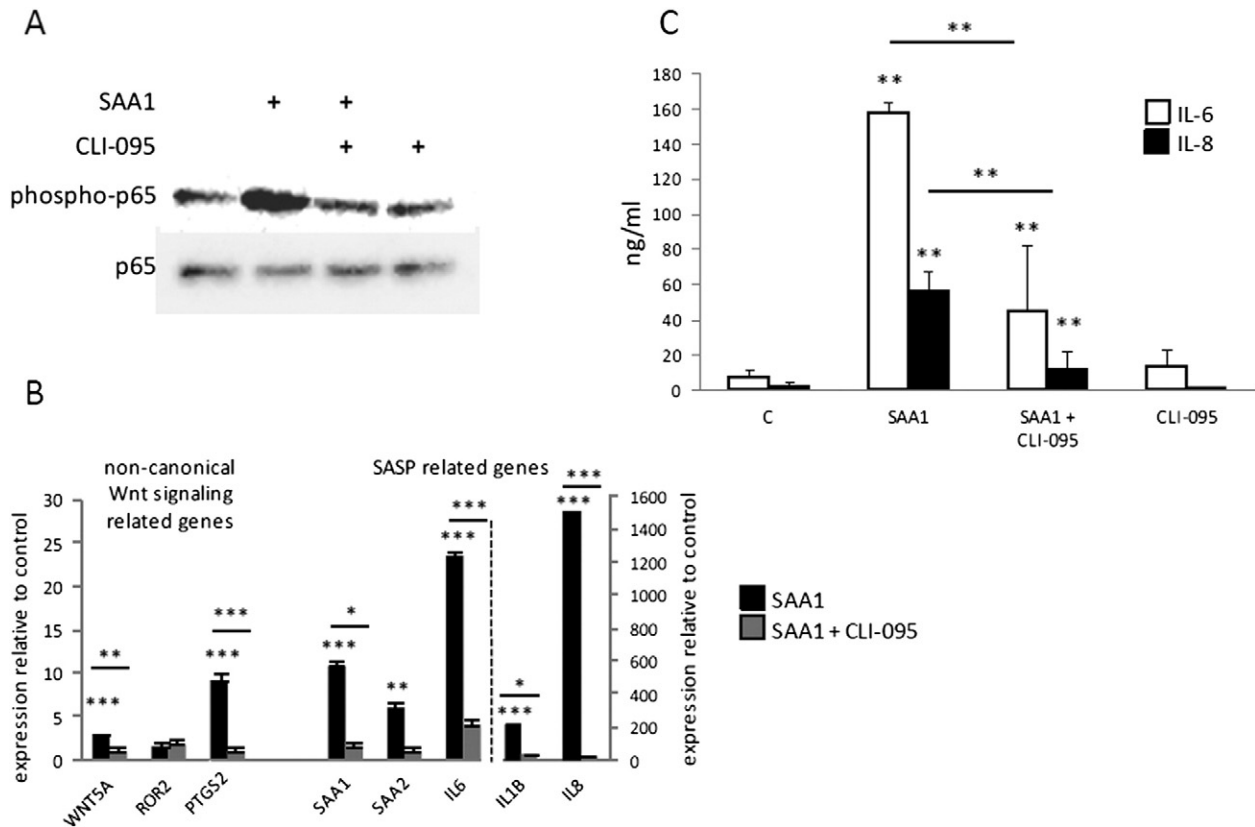 A
SAA1 + +
CLI-095 + +
phospho-p65
p65
B
non-canonical
Wnt signaling
related genes
SASP related genes
expression relative to control
30
25
20
15
10
5
0
** *** *** *** * *** ** *** *** * *** *** ***
1600
1400
1200
1000
800
600
400
200
0
expression relative to control
WNT5A ROR2 PTGS2 SAA1 SAA2 IL6 IL1B IL8
SAA1
SAA1 + CLI-095
C
ng/ml
180
160
140
120
100
80
60
40
20
0
** ** ** ** ** **
IL-6
IL-8
C SAA1 SAA1 + CLI-095
CLI-095